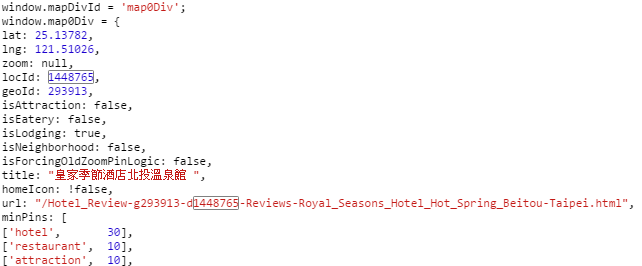 window.mapDivId = 'map0Div';
window.map0Div = {
lat: 25.13782,
lng: 121.51026,
zoom: null,
locId: 1448765,
geoId: 293913,
isAttraction: false,
isEatery: false,
isLodging: true,
isNeighborhood: false,
isForcingOldZoomPinLogic: false,
title: "皇家季節酒店北投溫泉館 ",
homeIcon: !false,
url: "/Hotel_Review-g293913-d1448765-Reviews-Royal_Seasons_Hotel_Hot_Spring_Beitou-Taipei.html",
minPins: [
['hotel', 30],
['restaurant', 10],
['attraction', 10],